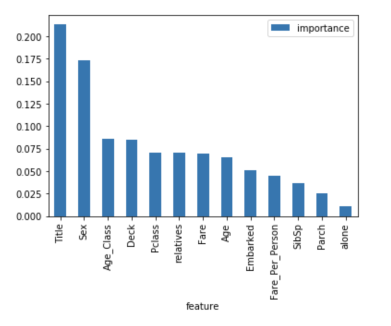 importance
0.200
0.175
0.150
0.125
0.100
0.075
0.050
0.025
0.000
Title
Sex
Age_Class
Deck
Pclass
relatives
Fare
Age
Embarked
Fare_Per_Person
SibSp
Parch
alone
feature